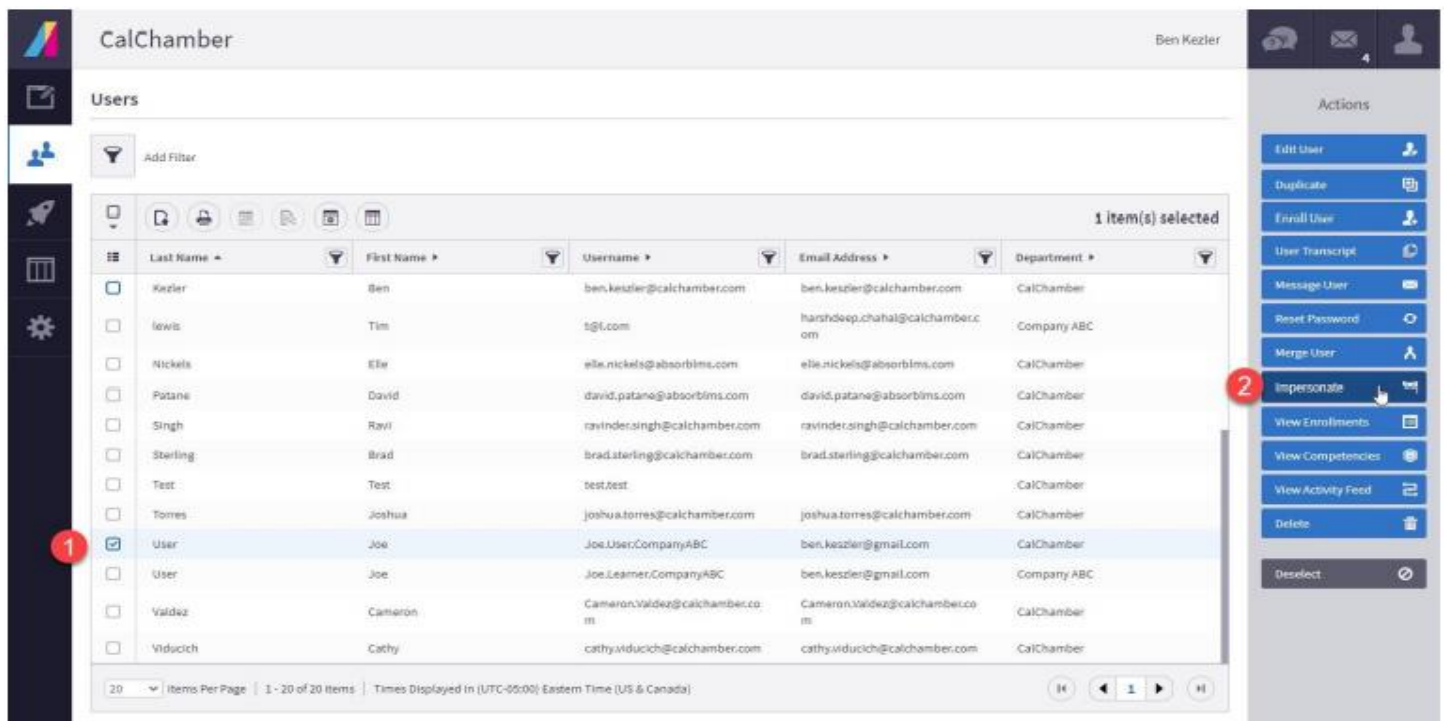 CalChamber
Ben Kezler
4
Users
Actions
Add Filter
1 item(s) selected
Last Name First Name Username Email Address Department
Kezler Ben ben.keszler@calchamber.com ben.keszler@calchamber.com CalChamber
lewis Tim t@l.com harshdeep.chahal@calchamber.c
om Company ABC
Nickels Elle elle.nickels@absorblms.com elle.nickels@absorblms.com CalChamber
Patane David david.patane@absorblms.com david.patane@absorblms.com CalChamber
Singh Ravi ravinder.singh@calchamber.com ravinder.singh@calchamber.com CalChamber
Sterling Brad brad.sterling@calchamber.com brad.sterling@calchamber.com CalChamber
Test Test test.test CalChamber
Torres Joshua joshua.torres@calchamber.com joshua.torres@calchamber.com CalChamber
1
User Joe Joe.User.CompanyABC ben.keszler@gmail.com CalChamber
User Joe Joe.Learner.CompanyABC ben.keszler@gmail.com Company ABC
Valdez Cameron Cameron.Valdez@calchamber.co
m Cameron.Valdez@calchamber.co
m CalChamber
Viducich Cathy cathy.viducich@calchamber.com cathy.viducich@calchamber.com CalChamber
20 Items Per Page | 1 - 20 of 20 items | Times Displayed in (UTC-05:00) Eastern Time (US & Canada)
1
Edit User
Duplicate
Enroll User
User Transcript
Message User
Reset Password
Merge User
2
Impersonate
View Enrollments
View Competencies
View Activity Feed
Delete
Deselect